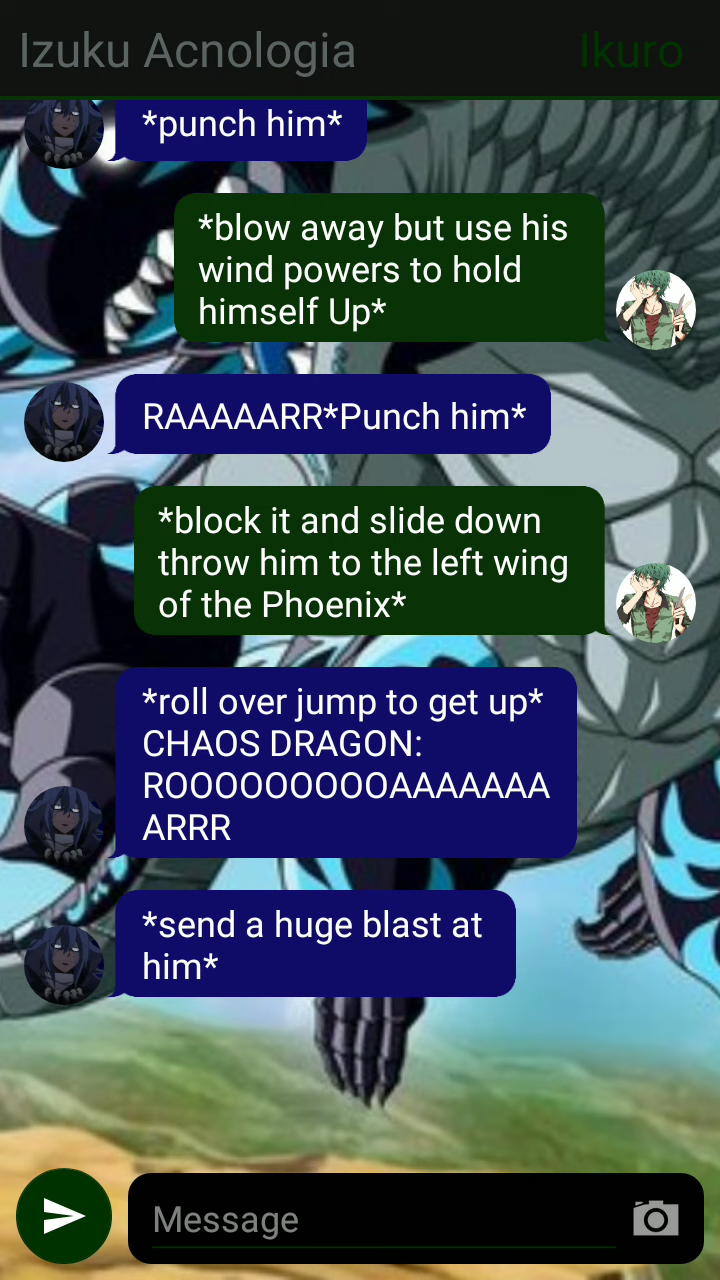 Izuku Acnologia Ikuro
*punch him*
*blow away but use his
wind powers to hold
himself Up*
RAAAAARR*Punch him*
*block it and slide down
throw him to the left wing
of the Phoenix*
*roll over jump to get up*
CHAOS DRAGON:
ROOOOOOOOOAAAAAAA
ARRR
*send a huge blast at
him*
Message